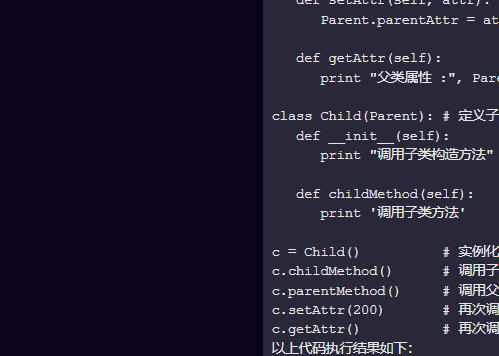 def setAttr(self, attr):
Parent.parentAttr = at
def getAttr(self):
print "父类属性 :", Pare
class Child(Parent): # 定义子
def __init__(self):
print "调用子类构造方法"
def childMethod(self):
print '调用子类方法'
c = Child() # 实例化
c.childMethod() # 调用子
c.parentMethod() # 调用父
c.setAttr(200) # 再次调
c.getAttr() # 再次调
以上代码执行结果如下: